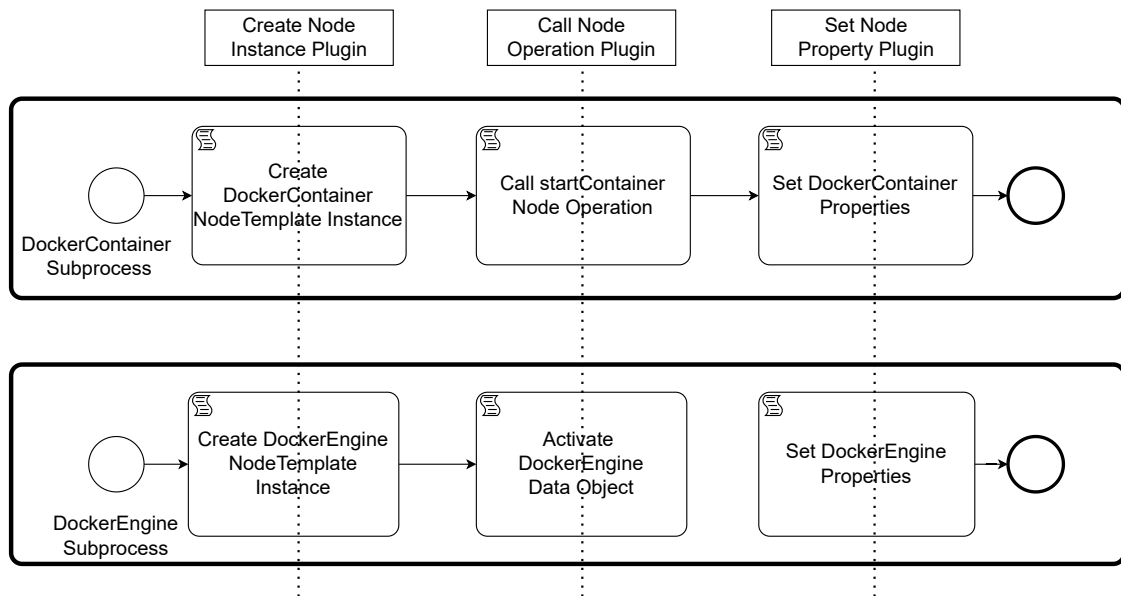 Create Node
Instance Plugin
Call Node
Operation Plugin
Set Node
Property Plugin
Create
DockerContainer
NodeTemplate Instance
Call startContainer
Node Operation
Set DockerContainer
Properties
DockerContainer
Subprocess
Create DockerEngine
NodeTemplate
Instance
Activate
DockerEngine
Data Object
Set DockerEngine
Properties
DockerEngine
Subprocess